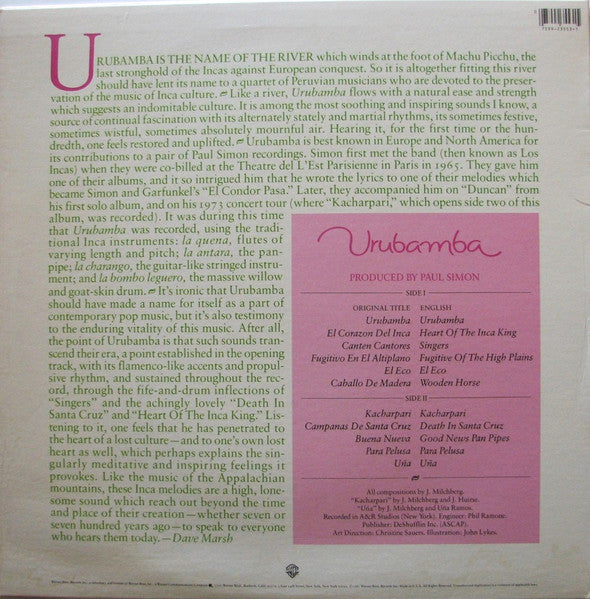 URUBAMBA IS THE NAME OF THE RIVER which winds at the foot of Machu Picchu, the
last stronghold of the Incas against European conquest. So it is altogether fitting this river
should have lent its name to a quartet of Peruvian musicians who are devoted to the preser-
vation of the music of Inca culture. Like a river, Urubamba flows with a natural ease and strength
which suggests an indomitable culture. It is among the most soothing and inspiring sounds I know, a
source of continual fascination with its alternately stately and martial rhythms, its sometimes festive,
sometimes wistful, sometimes absolutely mournful air. Hearing it, for the first time or the hun-
dredth, one feels restored and uplifted. Urubamba is best known in Europe and North America for
its contributions to a pair of Paul Simon recordings. Simon first met the band (then known as Los
Incas) when they were co-billed at the Theatre del L'Est Parisienne in Paris in 1965. They gave him
one of their albums, and it so intrigued him that he wrote the lyrics to one of their melodies which
became Simon and Garfunkel's "El Condor Pasa." Later, they accompanied him on "Duncan" from
his first solo album, and on his 1973 concert tour (where "Kacharpari," which opens side two of this
album, was recorded). It was during this time
that Urubamba was recorded, using the tradi-
tional Inca instruments: la quena, flutes of
varying length and pitch; la antara, the pan-
pipe; la charango, the guitar-like stringed instru-
ment; and la bombo leguero, the massive willow
and goat-skin drum. It's ironic that Urubamba
should have made a name for itself as a part of
contemporary pop music, but it's also testimony
to the enduring vitality of this music. After all,
the point of Urubamba is that such sounds tran-
scend their era, a point established in the opening
track, with its flamenco-like accents and propul-
sive rhythm, and sustained throughout the rec-
ord, through the fife-and-drum inflections of
"Singers" and the achingly lovely "Death In
Santa Cruz" and "Heart Of The Inca King." Lis-
tening to it, one feels that he has penetrated to
the heart of a lost culture—and to one's own lost
heart as well, which perhaps explains the sin-
gularly meditative and inspiring feelings it
provokes. Like the music of the Appalachian
mountains, these Inca melodies are a high, lone-
some sound which reach out beyond the time
and place of their creation—whether seven or
seven hundred years ago—to speak to everyone
who hears them today.—Dave Marsh
Urubamba
PRODUCED BY PAUL SIMON
SIDE I
ORIGINAL TITLE ENGLISH
Urubamba Urubamba
El Corazon Del Inca Heart Of The Inca King
Canten Cantores Singers
Fugitivo En El Altiplano Fugitive Of The High Plains
El Eco El Eco
Caballo De Madera Wooden Horse
SIDE II
Kacharpari Kacharpari
Campanas De Santa Cruz Death In Santa Cruz
Buena Nueva Good News Pan Pipes
Para Pelusa Para Pelusa
Uña Uña
All compositions by J. Milchberg.
"Kacharpari" by J. Milchberg and J. Huirse.
"Uña" by J. Milchberg and Uña Ramos.
Recorded in A&R Studios (New York). Engineer: Phil Ramone.
Publisher: Debhafflin Inc. (ASCAP).
Art Direction: Christine Sauers. Illustration: John Lykes.